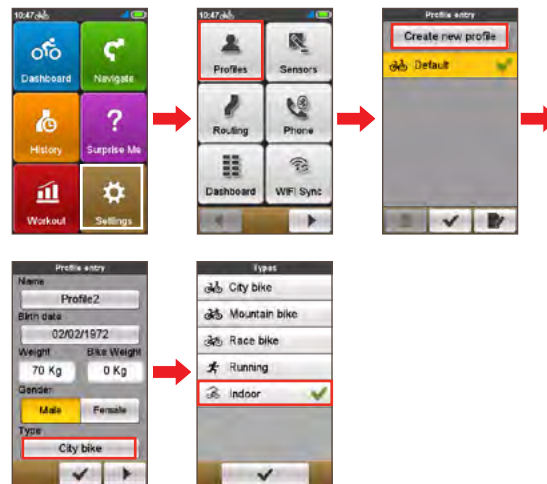 10:47
Dashboard Navigate
History Surprise Me
Workout Settings
10:47
Profiles Sensors
Routing Phone
Dashboard WiFi Sync
Profile entry
Create new profile
Default
Profile entry
Name
Profile2
Birth date
02/02/1972
Weight Bike Weight
70 Kg 0 Kg
Gender
Male Female
Type
City bike
Types
City bike
Mountain bike
Race bike
Running
Indoor